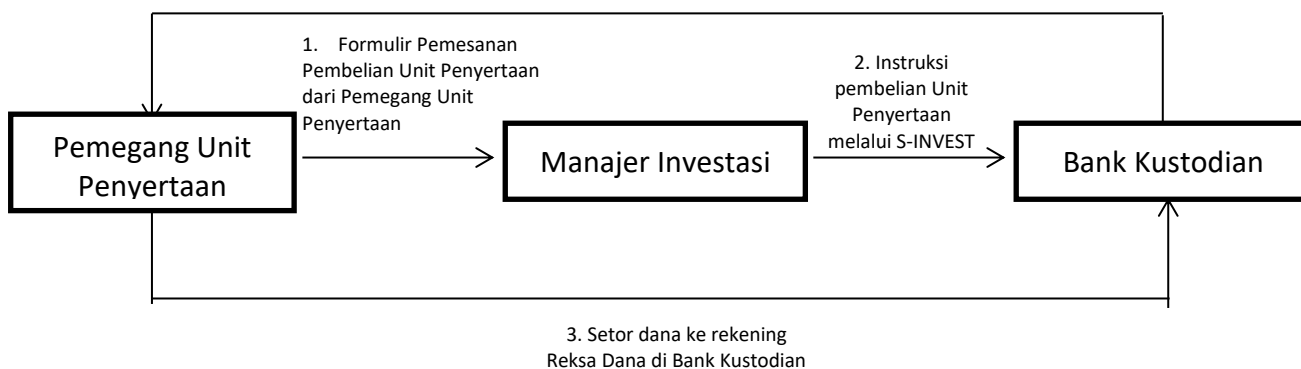 1. Formulir Pemesanan
Pembelian Unit Penyertaan
dari Pemegang Unit
Penyertaan
2. Instruksi
pembelian Unit
Penyertaan
melalui S-INVEST
Pemegang Unit
Penyertaan
Manajer Investasi
Bank Kustodian
3. Setor dana ke rekening
Reksa Dana di Bank Kustodian